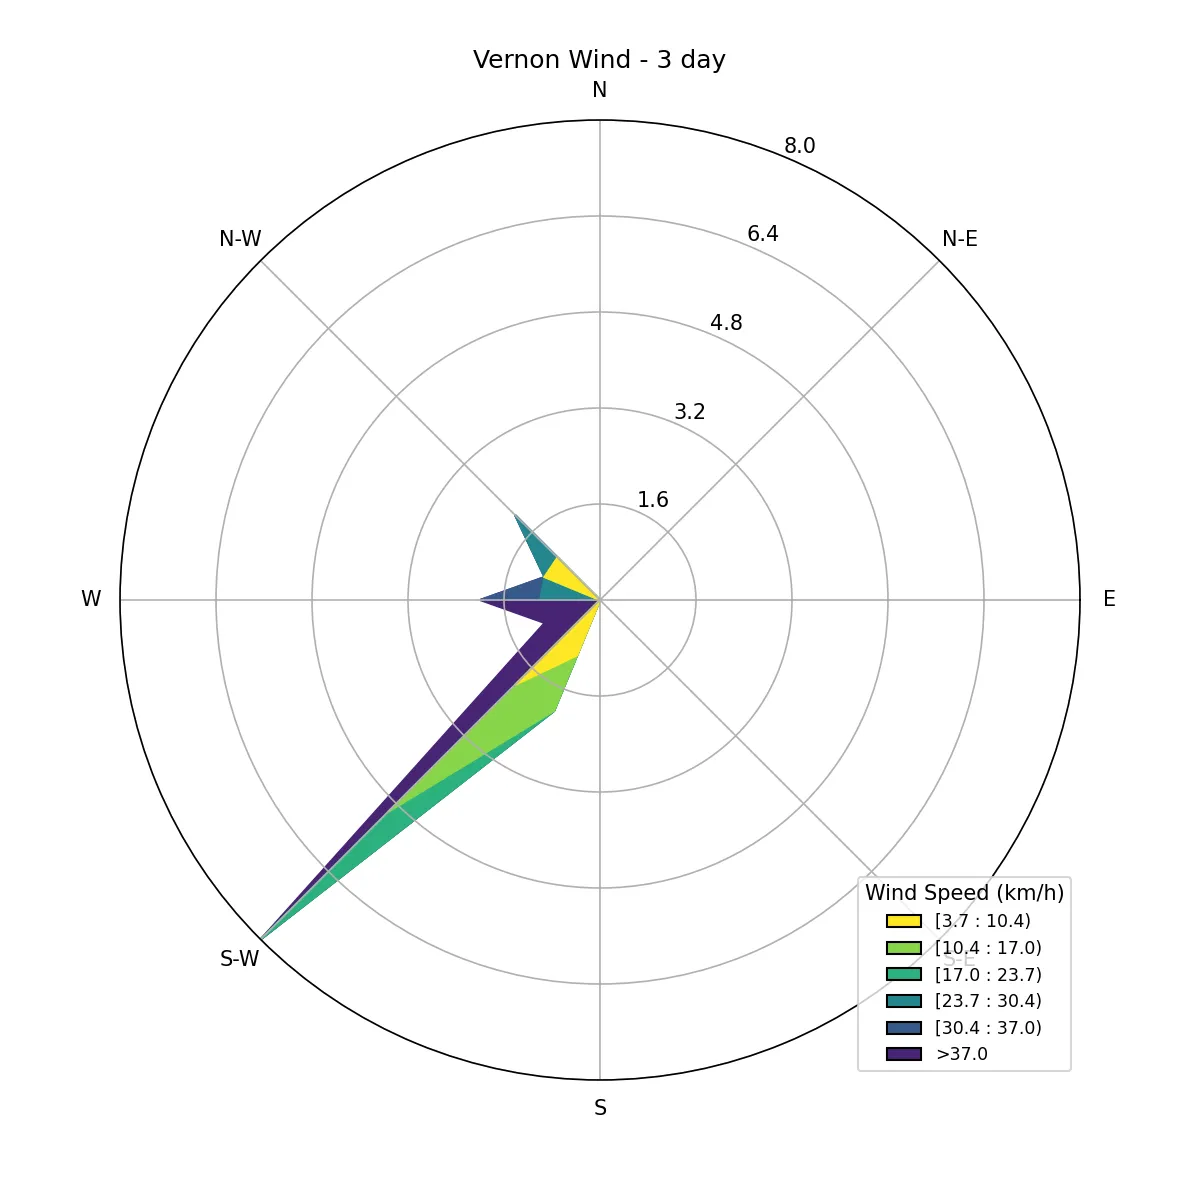 Vernon Wind - 3 day
N
8.0
N-W
N-E
6.4
4.8
3.2
1.6
W
E
S-W
S-E
S
Wind Speed (km/h)
[3.7 : 10.4)
[10.4 : 17.0)
[17.0 : 23.7)
[23.7 : 30.4)
[30.4 : 37.0)
>37.0